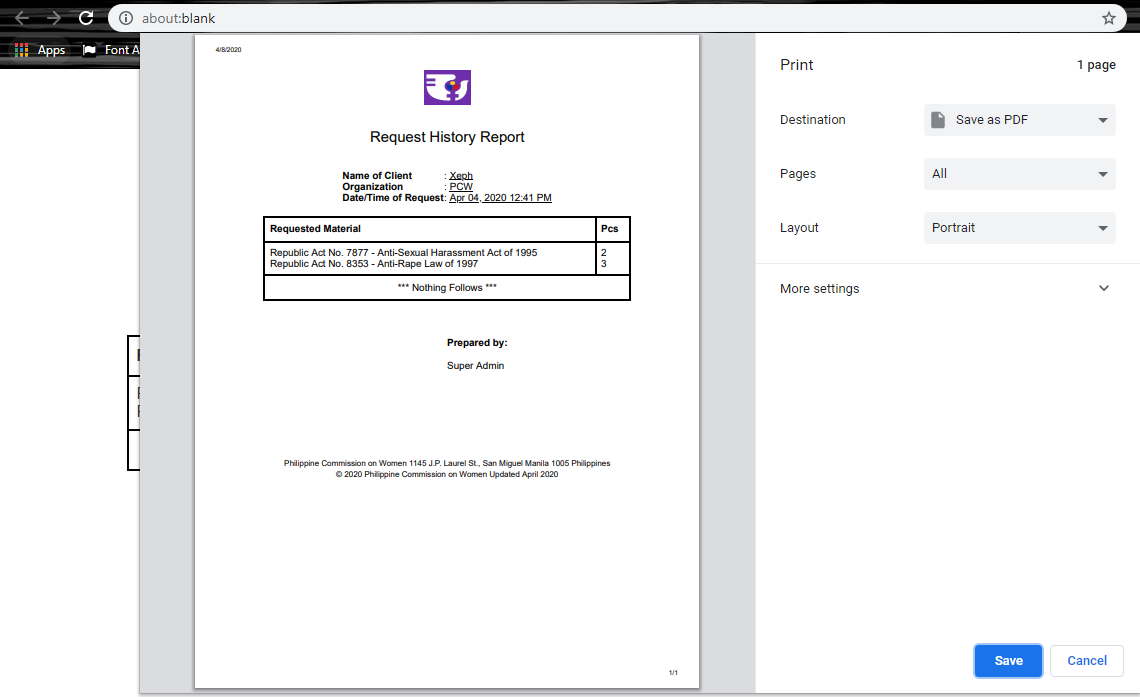 about:blank
Apps
Font A
4/8/2020
Request History Report
Name of Client : Xeph
Organization : PCW
Date/Time of Request: Apr 04, 2020 12:41 PM
Requested Material Pcs
Republic Act No. 7877 - Anti-Sexual Harassment Act of 1995 2
Republic Act No. 8353 - Anti-Rape Law of 1997 3
*** Nothing Follows ***
Prepared by:
Super Admin
Philippine Commission on Women 1145 J.P. Laurel St., San Miguel Manila 1005 Philippines
© 2020 Philippine Commission on Women Updated April 2020
1/1
Print 1 page
Destination Save as PDF
Pages All
Layout Portrait
More settings
Save Cancel